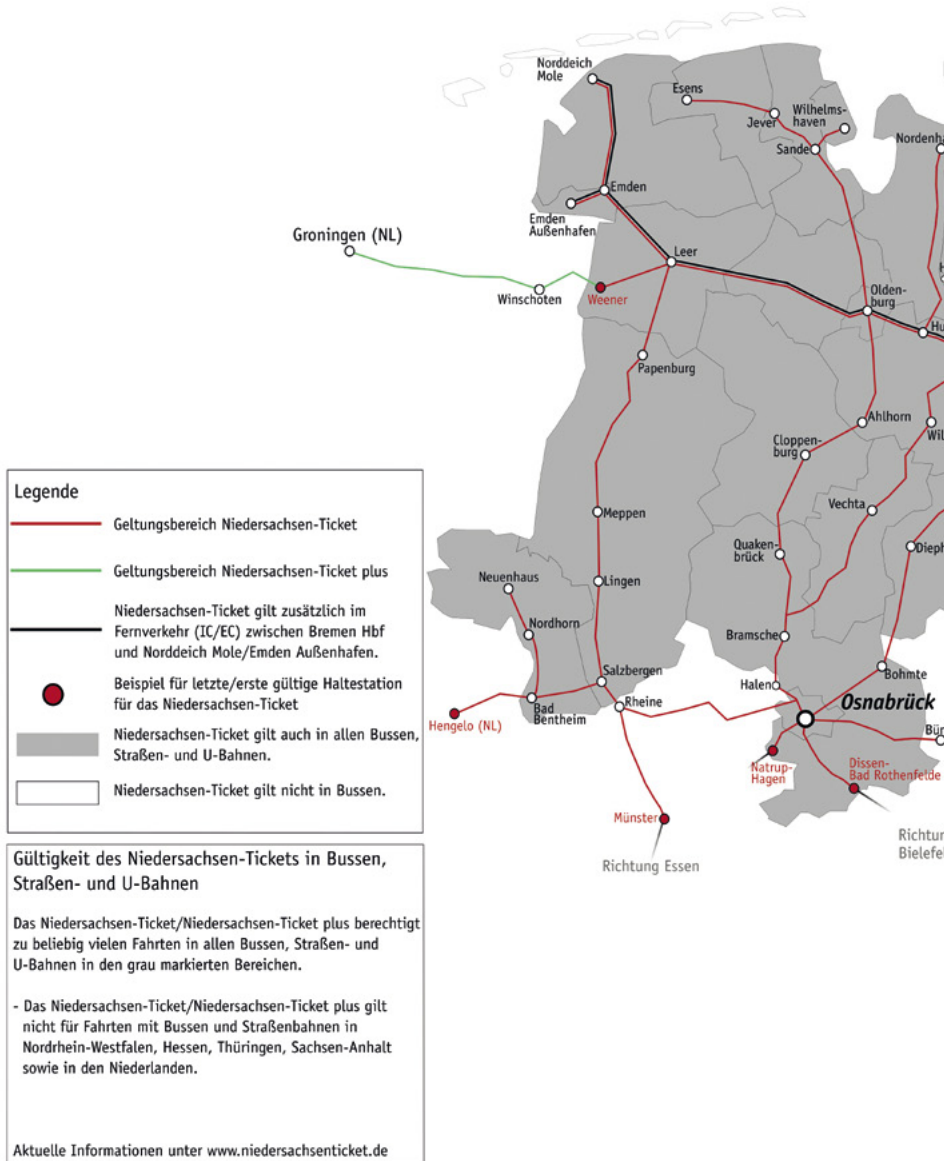 Norddeich
Mole
Esens
Jever
Wilhelms-
haven
Sande
Nordenha
Emden
Emden
Außenhafen
Groningen (NL)
Winschoten
Weener
Leer
Olden-
burg
Hu
H
Papenburg
Ahlhorn
Wil
Cloppen-
burg
Vechta
Meppen
Quaken-
brück
Dieph
Neuenhaus
Lingen
Nordhorn
Bramsche
Salzbergen
Halen
Bohmte
Hengelo (NL)
Bad
Bentheim
Rheine
Osnabrück
Bür
Natrup-
Hagen
Dissen-
Bad Rothenfelde
Münster
Richtung Essen
Richtun
Bielefel
Legende
Geltungsbereich Niedersachsen-Ticket
Geltungsbereich Niedersachsen-Ticket plus
Niedersachsen-Ticket gilt zusätzlich im
Fernverkehr (IC/EC) zwischen Bremen Hbf
und Norddeich Mole/Emden Außenhafen.
Beispiel für letzte/erste gültige Haltestation
für das Niedersachsen-Ticket
Niedersachsen-Ticket gilt auch in allen Bussen,
Straßen- und U-Bahnen.
Niedersachsen-Ticket gilt nicht in Bussen.
Gültigkeit des Niedersachsen-Tickets in Bussen,
Straßen- und U-Bahnen
Das Niedersachsen-Ticket/Niedersachsen-Ticket plus berechtigt
zu beliebig vielen Fahrten in allen Bussen, Straßen- und
U-Bahnen in den grau markierten Bereichen.
- Das Niedersachsen-Ticket/Niedersachsen-Ticket plus gilt
nicht für Fahrten mit Bussen und Straßenbahnen in
Nordrhein-Westfalen, Hessen, Thüringen, Sachsen-Anhalt
sowie in den Niederlanden.
Aktuelle Informationen unter www.niedersachsenticket.de